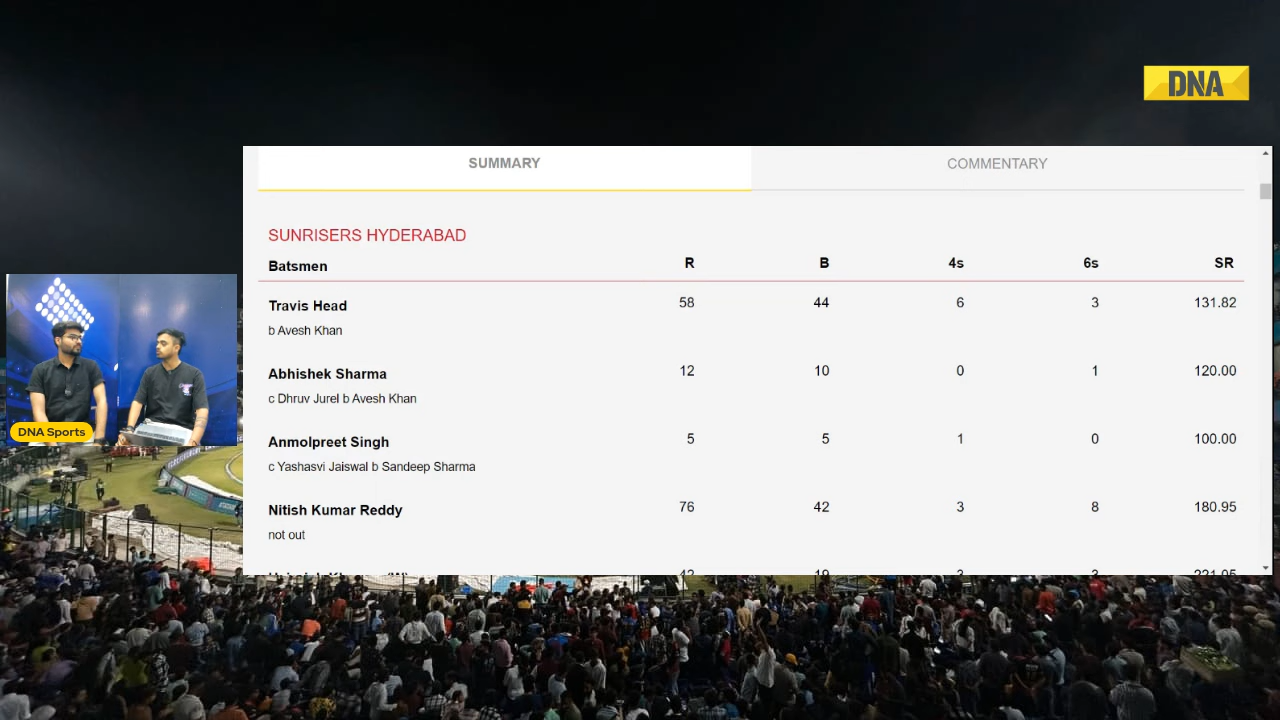 DNA
SUMMARY COMMENTARY
SUNRISERS HYDERABAD
Batsmen R B 4s 6s SR
Travis Head 58 44 6 3 131.82
b Avesh Khan
Abhishek Sharma 12 10 0 1 120.00
c Dhruv Jurel b Avesh Khan
Anmolpreet Singh 5 5 1 0 100.00
c Yashasvi Jaiswal b Sandeep Sharma
Nitish Kumar Reddy 76 42 3 8 180.95
not out
DNA Sports